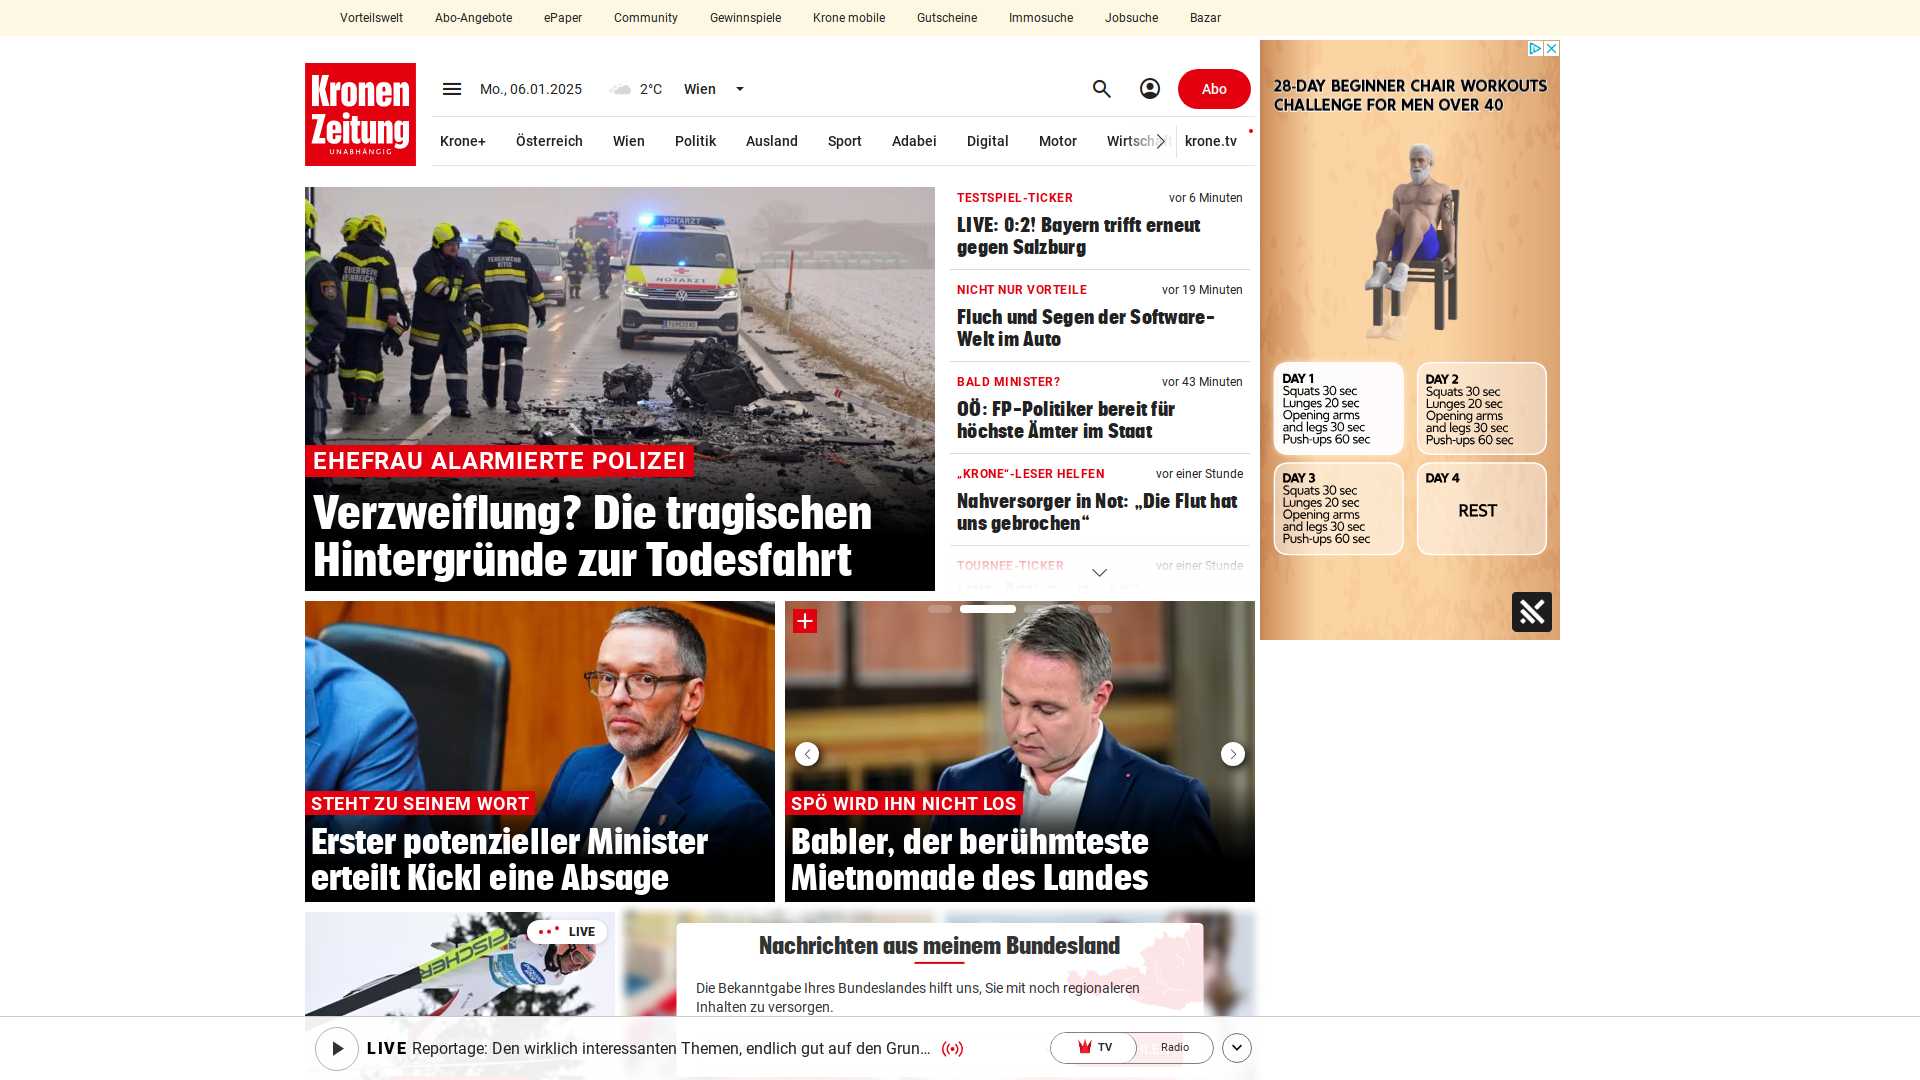 Vorteilswelt
Abo-Angebote
ePaper
Community
Gewinnspiele
Krone mobile
Gutscheine
Immosuche
Jobsuche
Bazar
Kronen
Zeitung
UNABHÄNGIG
Mo., 06.01.2025
2°C
Wien
Abo
Krone+
Österreich
Wien
Politik
Ausland
Sport
Adabei
Digital
Motor
Wirtschaft
krone.tv
NOTARZT
NOTARZT
FEUERWEHR
EHEFRAU ALARMIERTE POLIZEI
Verzweiflung? Die tragischen
Hintergründe zur Todesfahrt
TESTSPIEL-TICKER
vor 6 Minuten
LIVE: 0:2! Bayern trifft erneut
gegen Salzburg
NICHT NUR VORTEILE
vor 19 Minuten
Fluch und Segen der Software-
Welt im Auto
BALD MINISTER?
vor 43 Minuten
OÖ: FP-Politiker bereit für
höchste Ämter im Staat
„KRONE“-LESER HELFEN
vor einer Stunde
Nahversorger in Not: „Die Flut hat
uns gebrochen“
TOURNEE-TICKER
vor einer Stunde
28-DAY BEGINNER CHAIR WORKOUTS
CHALLENGE FOR MEN OVER 40
DAY 1
Squats 30 sec
Lunges 20 sec
Opening arms
and legs 30 sec
Push-ups 60 sec
DAY 2
Squats 30 sec
Lunges 20 sec
Opening arms
and legs 30 sec
Push-ups 60 sec
DAY 3
Squats 30 sec
Lunges 20 sec
Opening arms
and legs 30 sec
Push-ups 60 sec
DAY 4
REST
STEHT ZU SEINEM WORT
Erster potenzieller Minister
erteilt Kickl eine Absage
SPÖ WIRD IHN NICHT LOS
Babler, der berühmteste
Mietnomade des Landes
LIVE
FISCHER
FISCHER
Nachrichten aus meinem Bundesland
Die Bekanntgabe Ihres Bundeslandes hilft uns, Sie mit noch regionaleren
Inhalten zu versorgen.
LIVE Reportage: Den wirklich interessanten Themen, endlich gut auf den Grun...
TV
Radio